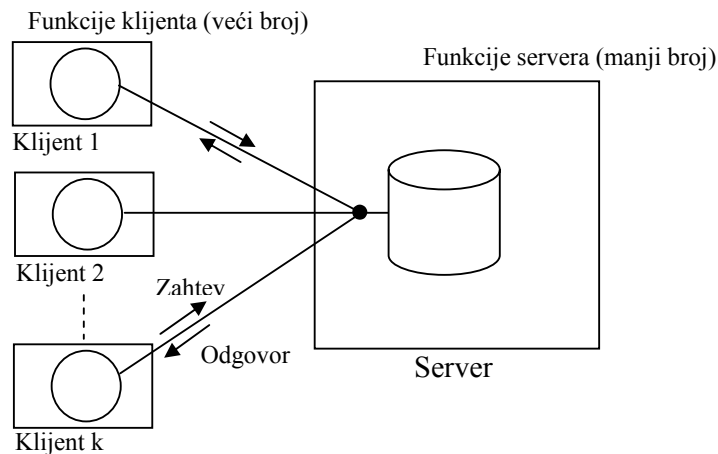 Funkcije klijenta (veći broj)
Funkcije servera (manji broj)
Klijent 1
Klijent 2
Zahtev
Odgovor
Server
Klijent k